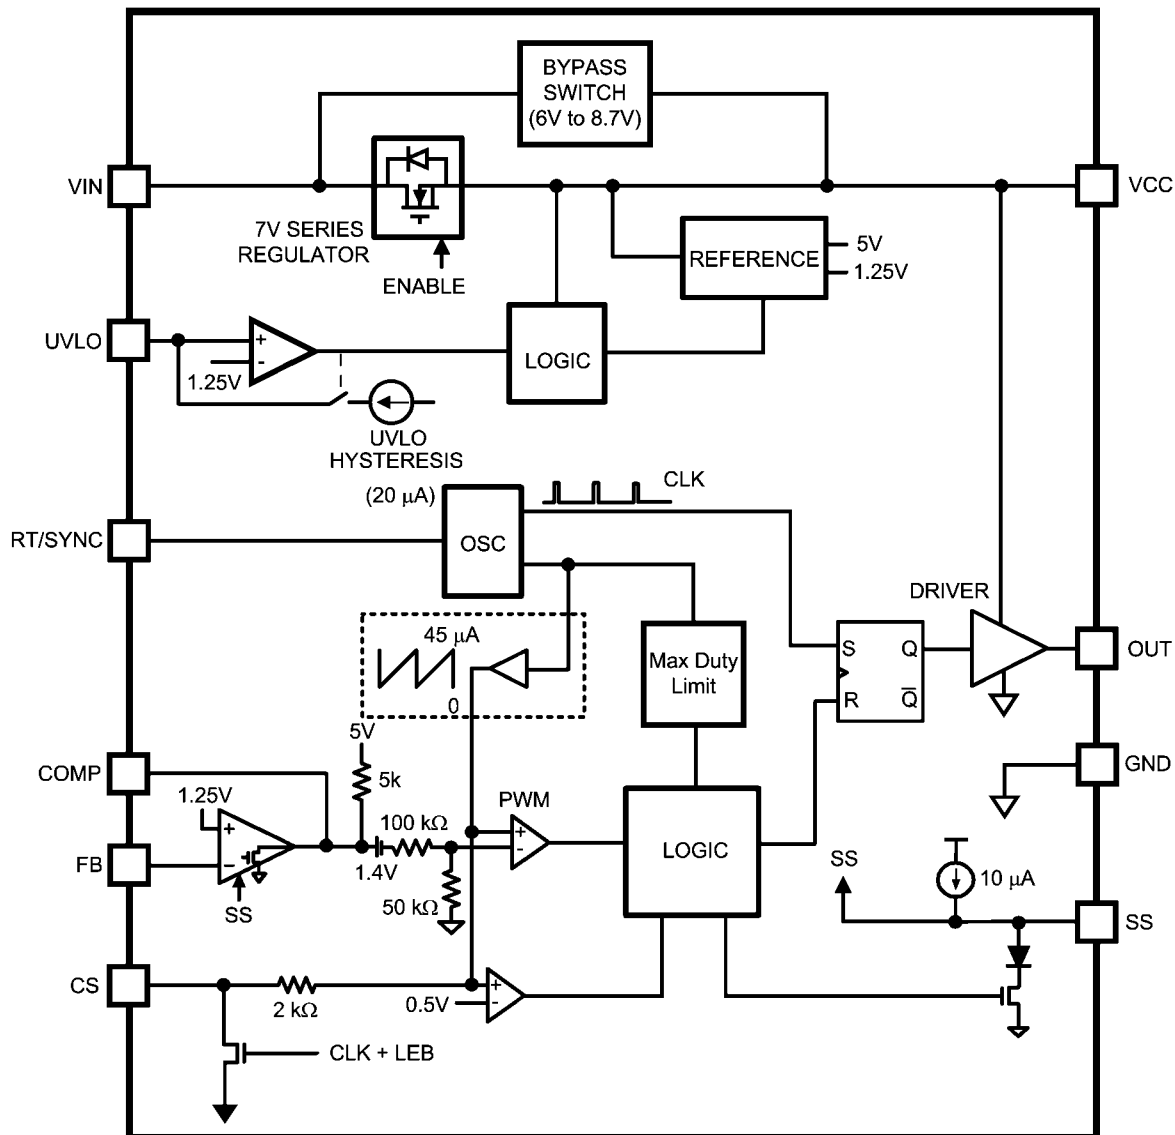 BYPASS
SWITCH
(6V to 8.7V)
VIN
VCC
7V SERIES
REGULATOR
ENABLE
REFERENCE
5V
1.25V
UVLO
+
-
1.25V
LOGIC
UVLO
HYSTERESIS
(20 μA)
CLK
RT/SYNC
OSC
DRIVER
45 μA
0
Max Duty
Limit
S
Q
R
Q̅
OUT
5V
5k
COMP
GND
1.25V
+
-
FB
SS
1.4V
100 kΩ
50 kΩ
PWM
+
-
LOGIC
SS
10 μA
SS
CS
2 kΩ
0.5V
+
-
CLK + LEB